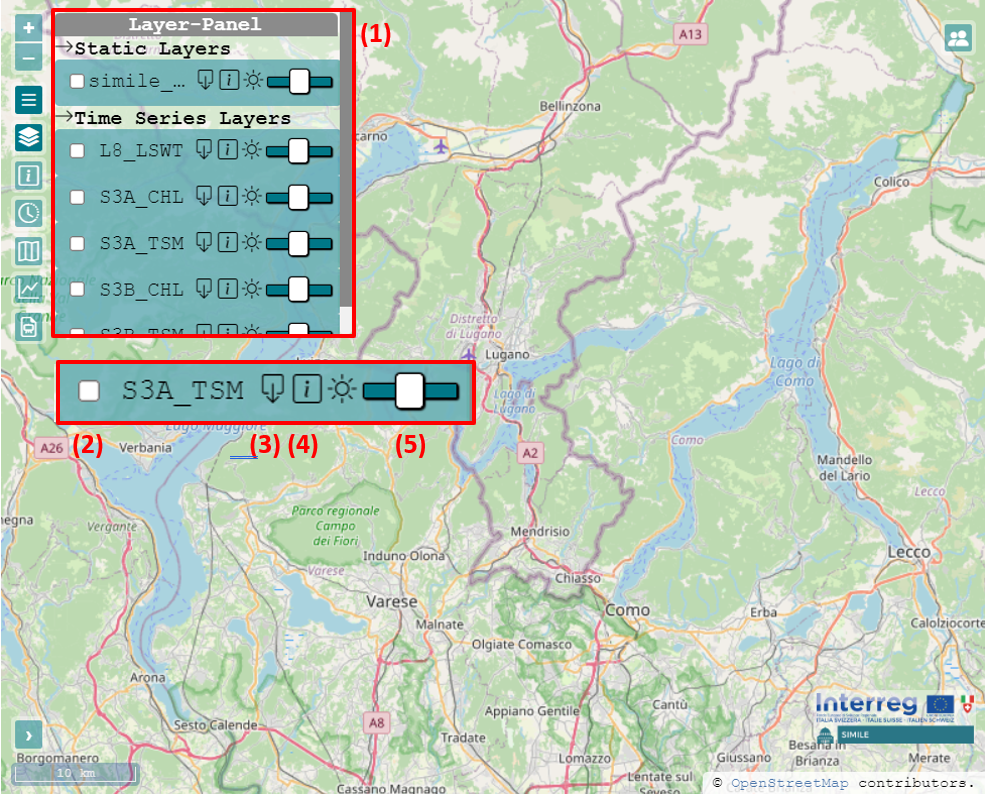 Layer-Panel
(1)
→Static Layers
simile_…
→Time Series Layers
L8_LSWT
S3A_CHL
S3A_TSM
S3B_CHL
S3B_TSM
S3A_TSM
(2)
(3) (4)
(5)
A13
Bellinzona
carno
Colico
Distretto
di Lugano
Lugano
Lago di
Lugano
Lago di
Como
Como
Lago Maggiore
A26
Verbania
A2
Mandello
del Lario
Lecco
egna
Vergante
Parco regionale
Campo
dei Fiori
Mendrisio
Induno Olona
Varese
Chiasso
Lecco
Varese
Como
Erba
Malnate
Calolziocorte
Olgiate Comasco
Arona
A8
Appiano Gentile
Cantù
Interreg
ITALIA SVIZZERA - ITALIE SUISSE - ITALIEN SCHWEIZ
SIMILE
Sesto Calende
Tradate
Besana in
Brianza
Borgomanero
Lomazzo
Giussano
Merate
10 km
Cassano Magnago
Lentate sul
Seveso
© OpenStreetMap contributors.